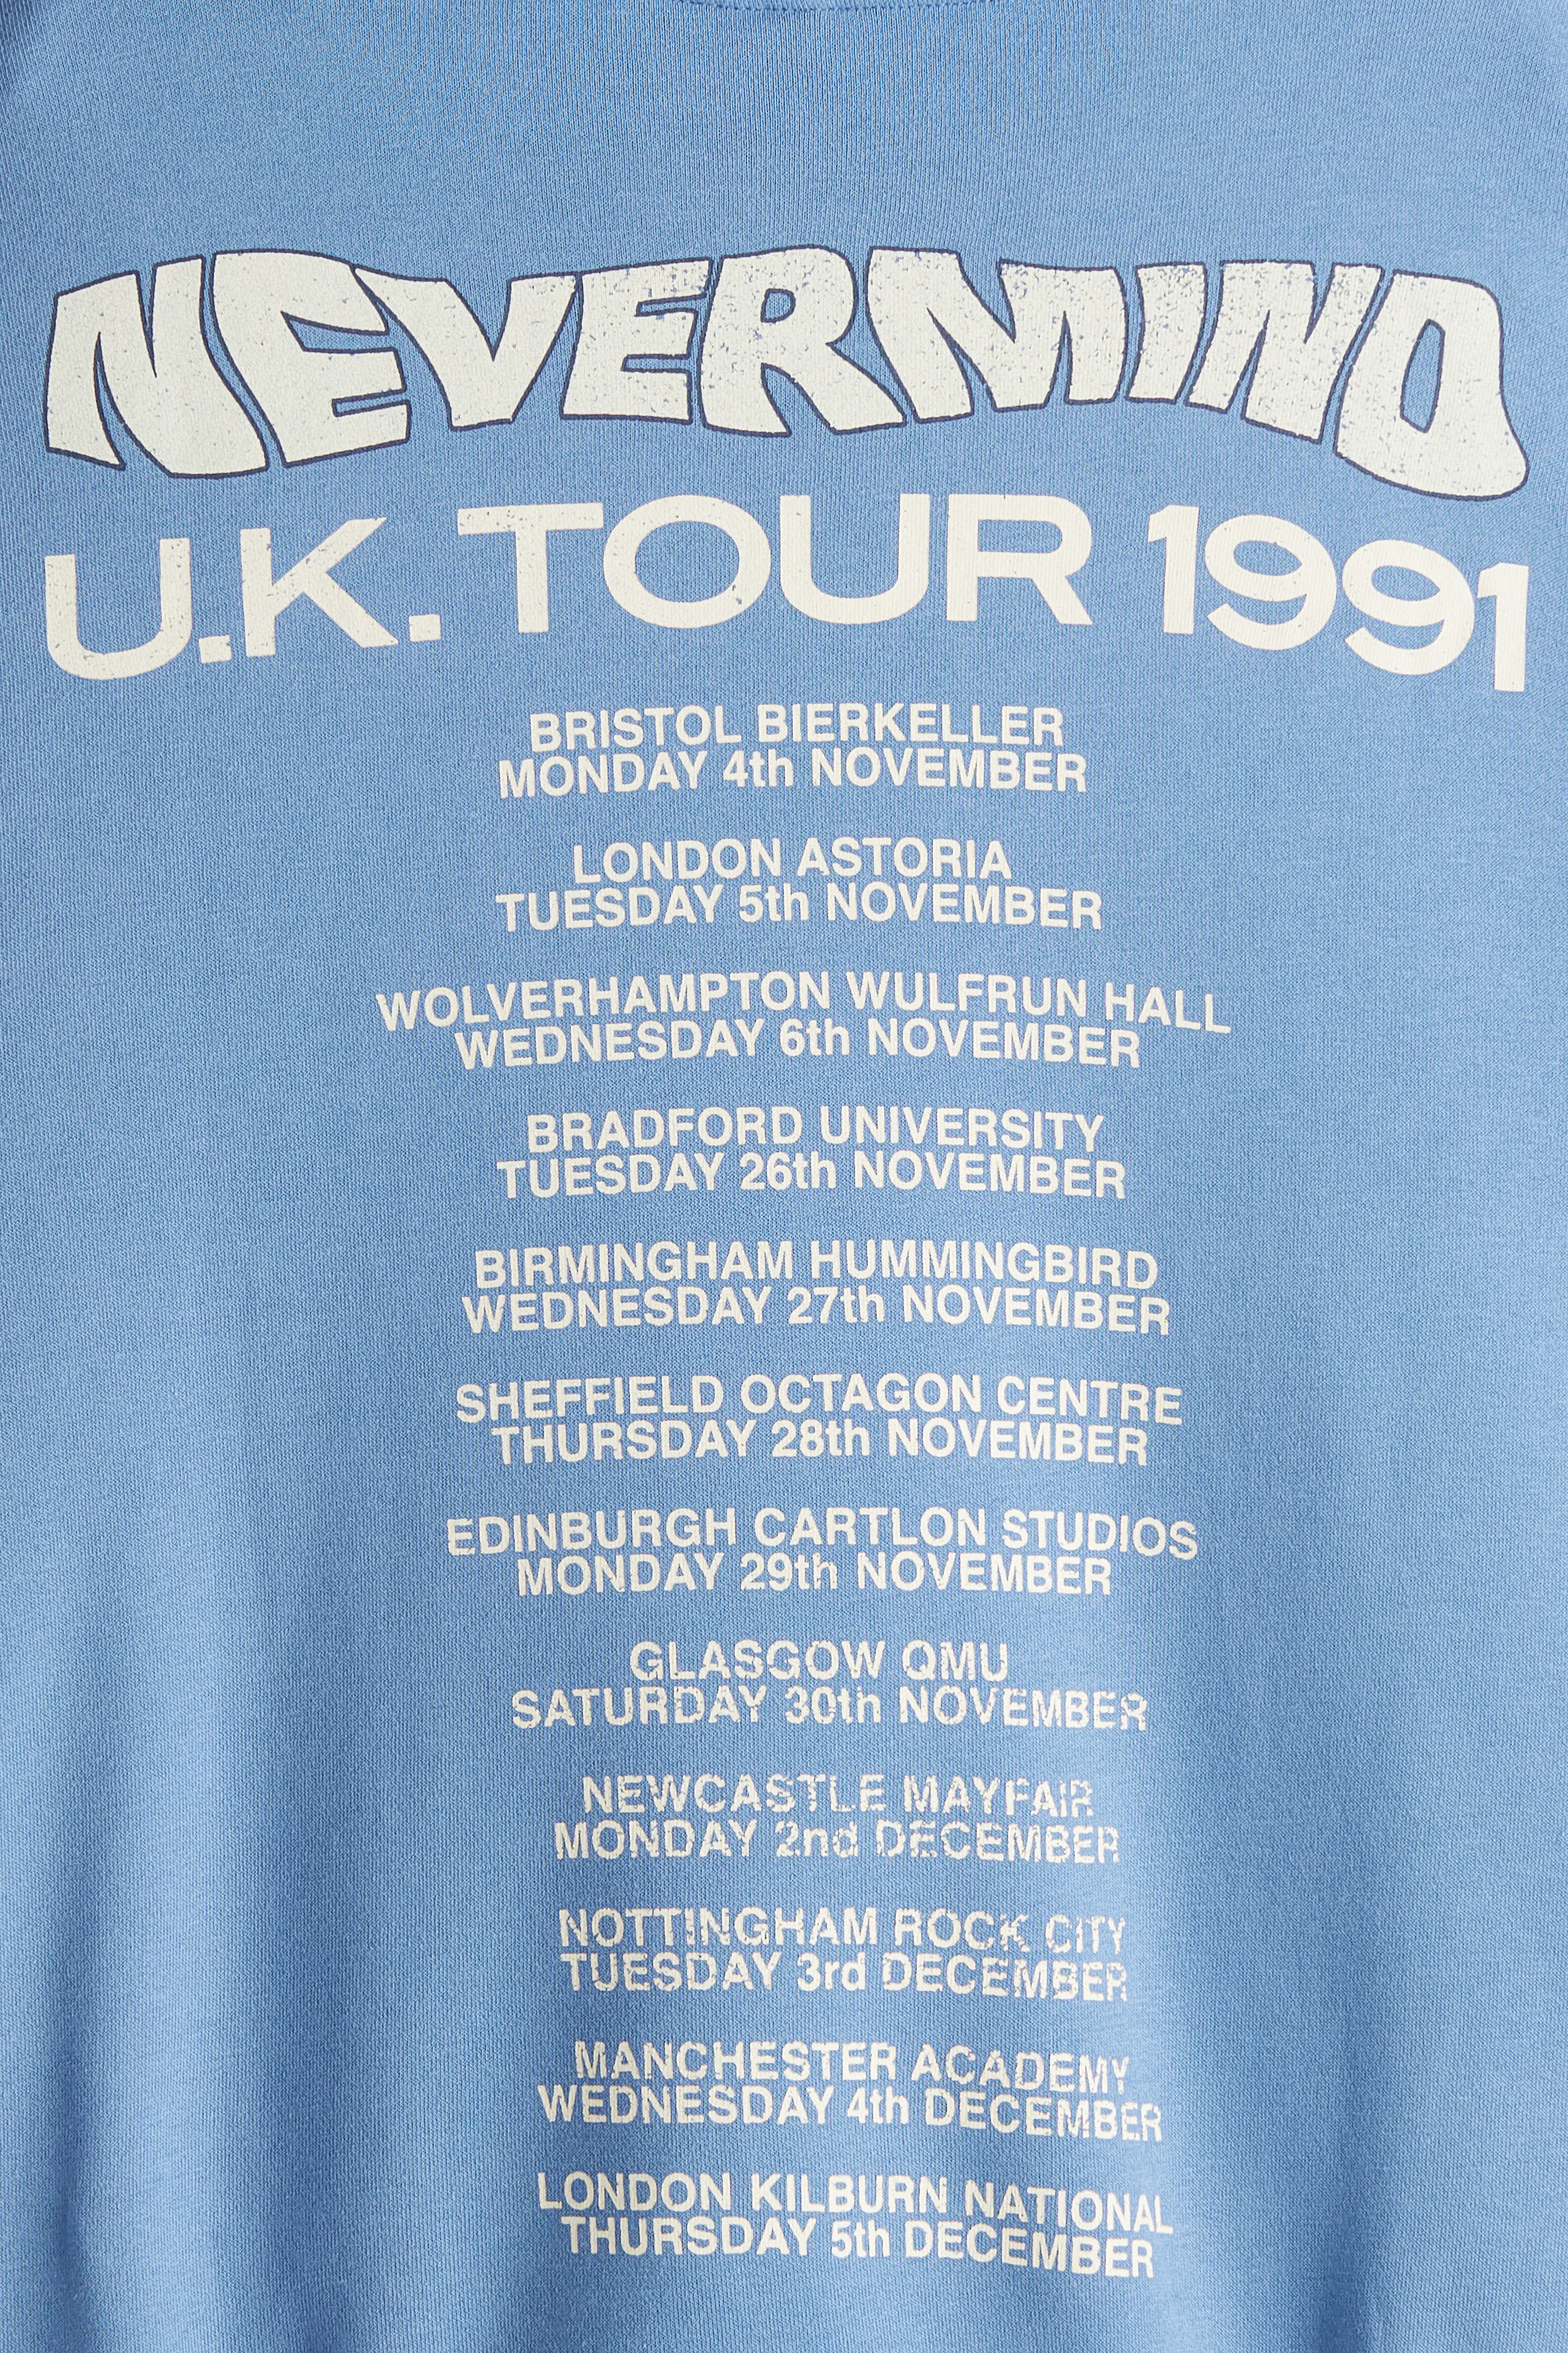 NEVERMIND
U.K. TOUR 1991
BRISTOL BIERKELLER
MONDAY 4th NOVEMBER
LONDON ASTORIA
TUESDAY 5th NOVEMBER
WOLVERHAMPTON WULFRUN HALL
WEDNESDAY 6th NOVEMBER
BRADFORD UNIVERSITY
TUESDAY 26th NOVEMBER
BIRMINGHAM HUMMINGBIRD
WEDNESDAY 27th NOVEMBER
SHEFFIELD OCTAGON CENTRE
THURSDAY 28th NOVEMBER
EDINBURGH CARTLON STUDIOS
MONDAY 29th NOVEMBER
GLASGOW QMU
SATURDAY 30th NOVEMBER
NEWCASTLE MAYFAIR
MONDAY 2nd DECEMBER
NOTTINGHAM ROCK CITY
TUESDAY 3rd DECEMBER
MANCHESTER ACADEMY
WEDNESDAY 4th DECEMBER
LONDON KILBURN NATIONAL
THURSDAY 5th DECEMBER